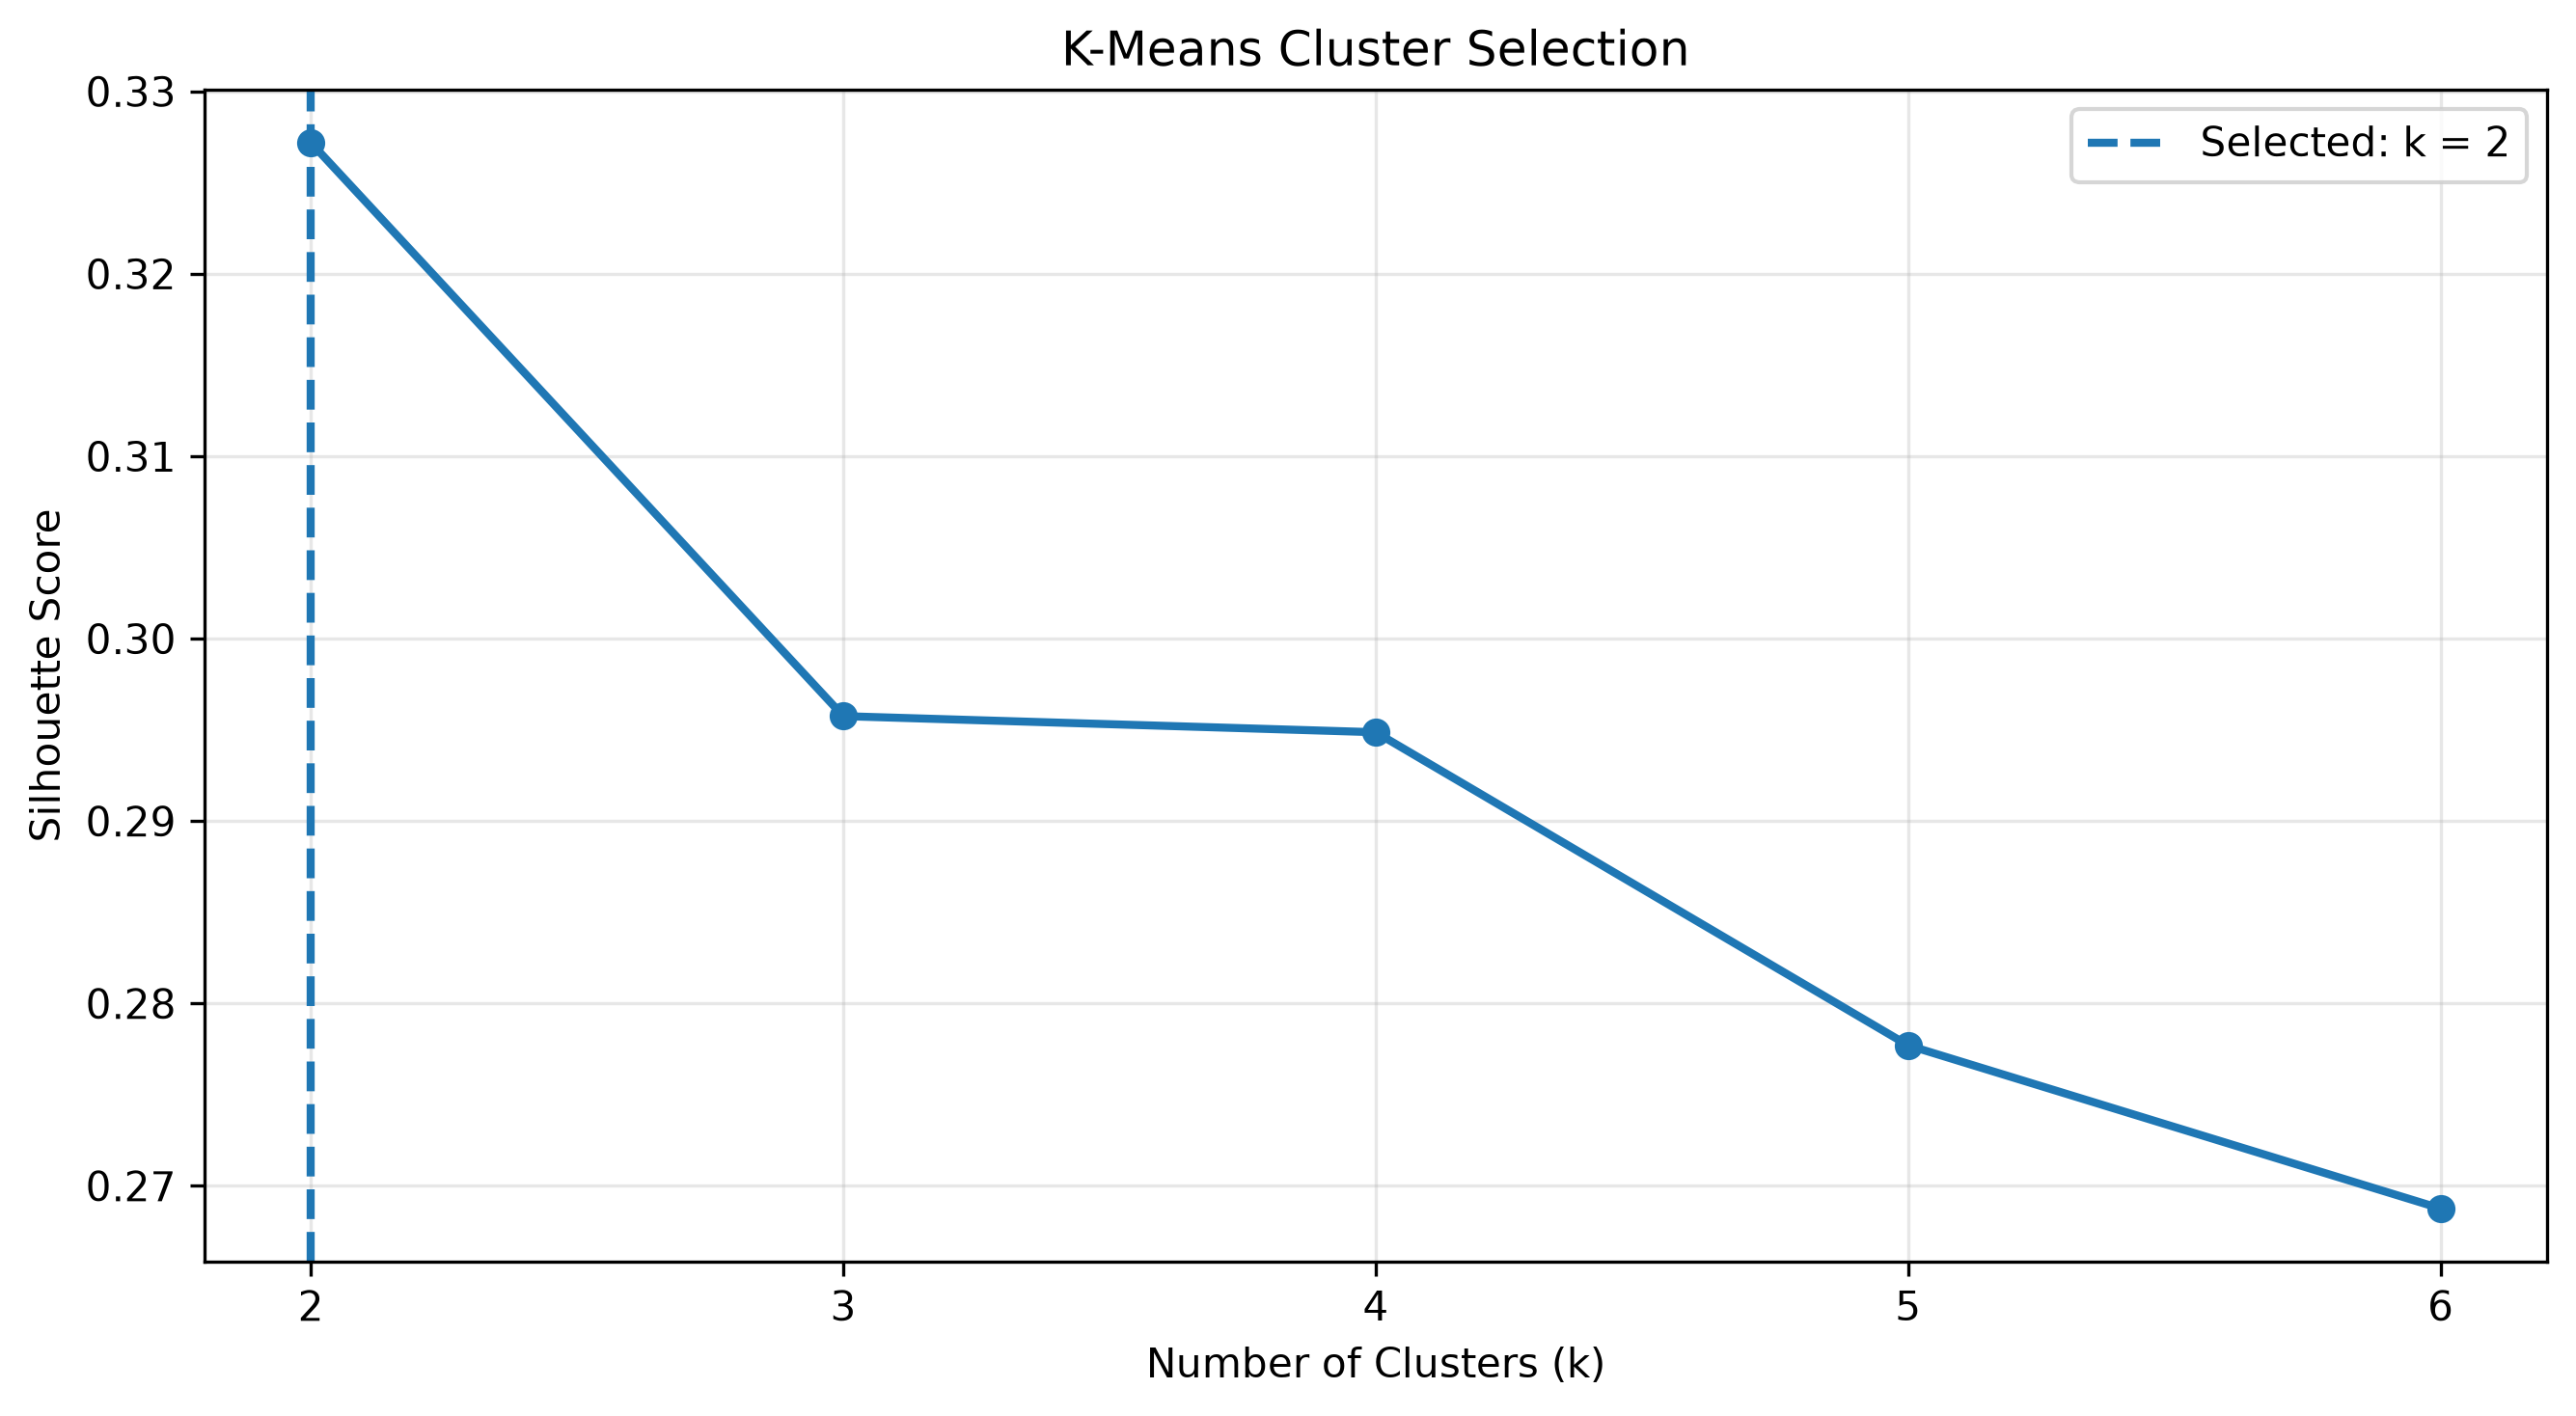 K-Means Cluster Selection
0.33
0.32
0.31
0.30
0.29
0.28
0.27
Silhouette Score
Selected: k = 2
2 3 4 5 6
Number of Clusters (k)